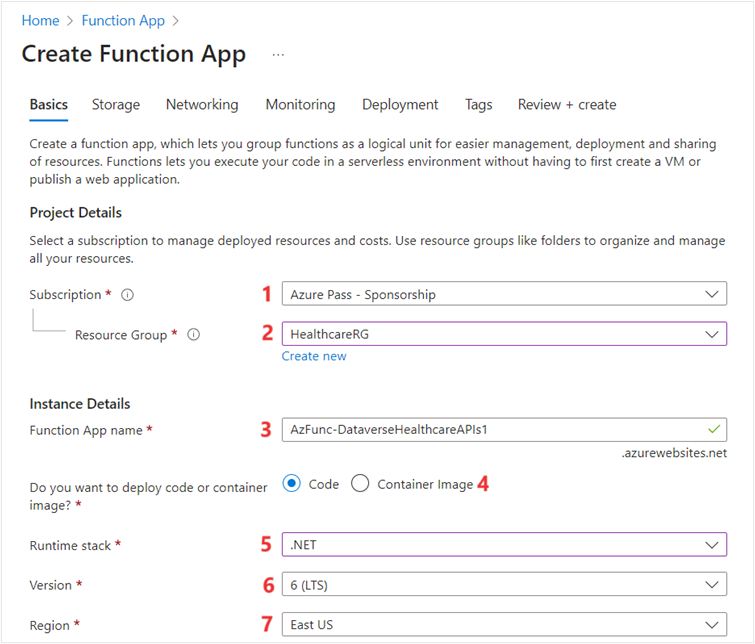 Home > Function App >
Create Function App ...
Basics Storage Networking Monitoring Deployment Tags Review + create
Create a function app, which lets you group functions as a logical unit for easier management, deployment and sharing
of resources. Functions lets you execute your code in a serverless environment without having to first create a VM or
publish a web application.
Project Details
Select a subscription to manage deployed resources and costs. Use resource groups like folders to organize and manage
all your resources.
Subscription * 1 Azure Pass - Sponsorship
Resource Group * 2 HealthcareRG
Create new
Instance Details
Function App name * 3 AzFunc-DataverseHealthcareAPIs1
.azurewebsites.net
Do you want to deploy code or container
image? *
Code Container Image 4
Runtime stack * 5 .NET
Version * 6 6 (LTS)
Region * 7 East US